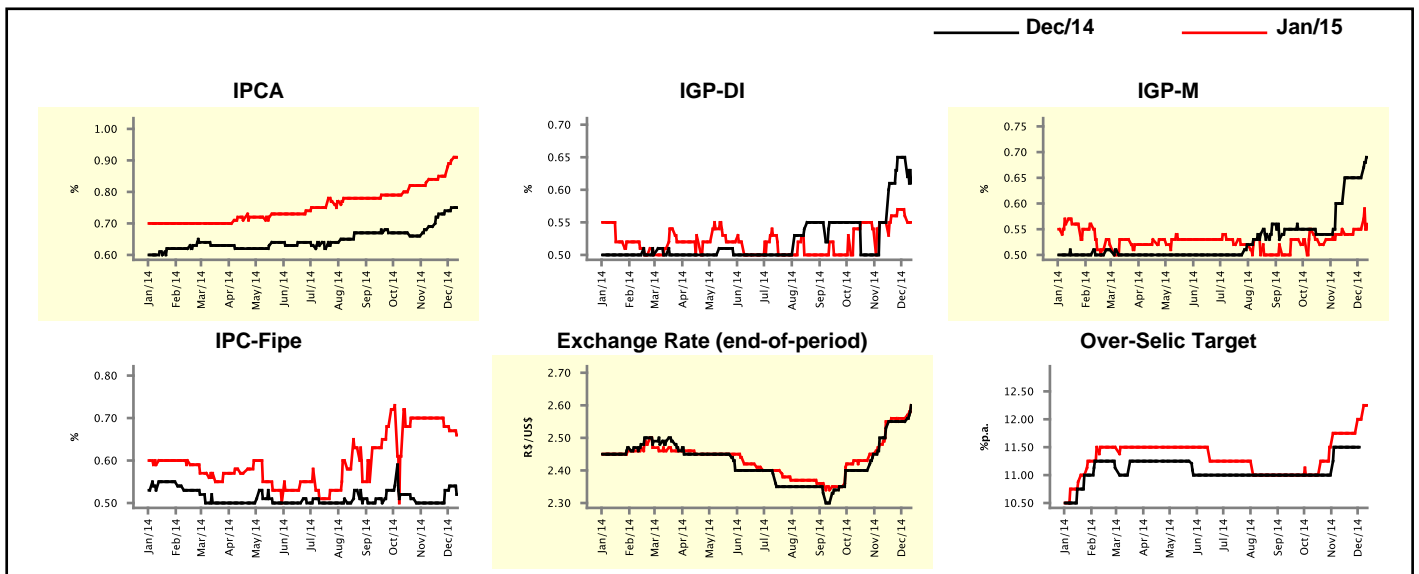 Dec/14 Jan/15
IPCA
%
1.00
0.90
0.80
0.70
0.60
Jan/14 Feb/14 Mar/14 Apr/14 May/14 Jun/14 Jul/14 Aug/14 Sep/14 Oct/14 Nov/14 Dec/14
IGP-DI
%
0.70
0.65
0.60
0.55
0.50
Jan/14 Feb/14 Mar/14 Apr/14 May/14 Jun/14 Jul/14 Aug/14 Sep/14 Oct/14 Nov/14 Dec/14
IGP-M
%
0.75
0.70
0.65
0.60
0.55
0.50
Jan/14 Feb/14 Mar/14 Apr/14 May/14 Jun/14 Jul/14 Aug/14 Sep/14 Oct/14 Nov/14 Dec/14
IPC-Fipe
%
0.80
0.70
0.60
0.50
Jan/14 Feb/14 Mar/14 Apr/14 May/14 Jun/14 Jul/14 Aug/14 Sep/14 Oct/14 Nov/14 Dec/14
Exchange Rate (end-of-period)
R$/US$
2.70
2.60
2.50
2.40
2.30
Jan/14 Feb/14 Mar/14 Apr/14 May/14 Jun/14 Jul/14 Aug/14 Sep/14 Oct/14 Nov/14 Dec/14
Over-Selic Target
%p.a.
12.50
12.00
11.50
11.00
10.50
Jan/14 Feb/14 Mar/14 Apr/14 May/14 Jun/14 Jul/14 Aug/14 Sep/14 Oct/14 Nov/14 Dec/14